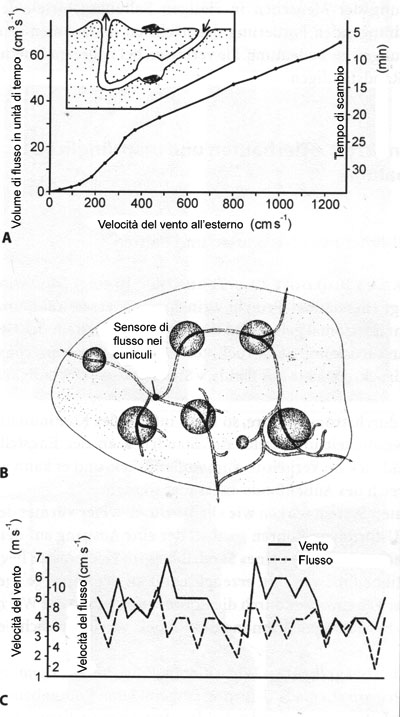 Volume di flusso in unità di tempo (cm³s⁻¹)
60
40
20
0
0
200
400
600
800
1000
1200
Velocità del vento all'esterno (cm s⁻¹)
5
10
15
20
25
30
Tempo di scambio
(min)
A
Sensore di
flusso nei
cuniculi
B
Velocità del vento (m s⁻¹)
7
6
5
4
3
2
1
Velocità del flusso (cm s⁻¹)
10
8
6
4
2
Vento
Flusso
C